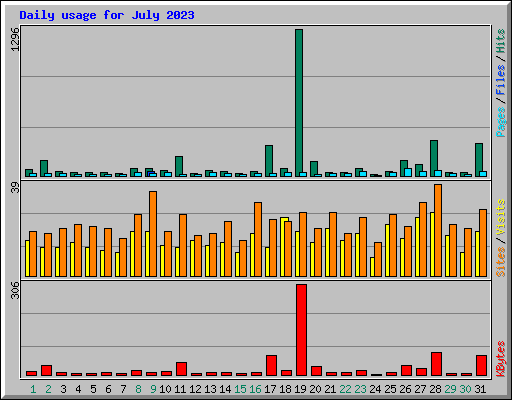 Daily usage for July 2023
1296
Pages / Files / Hits
39
Sites / Visits
306
KBytes
1 2 3 4 5 6 7 8 9 10 11 12 13 14 15 16 17 18 19 20 21 22 23 24 25 26 27 28 29 30 31